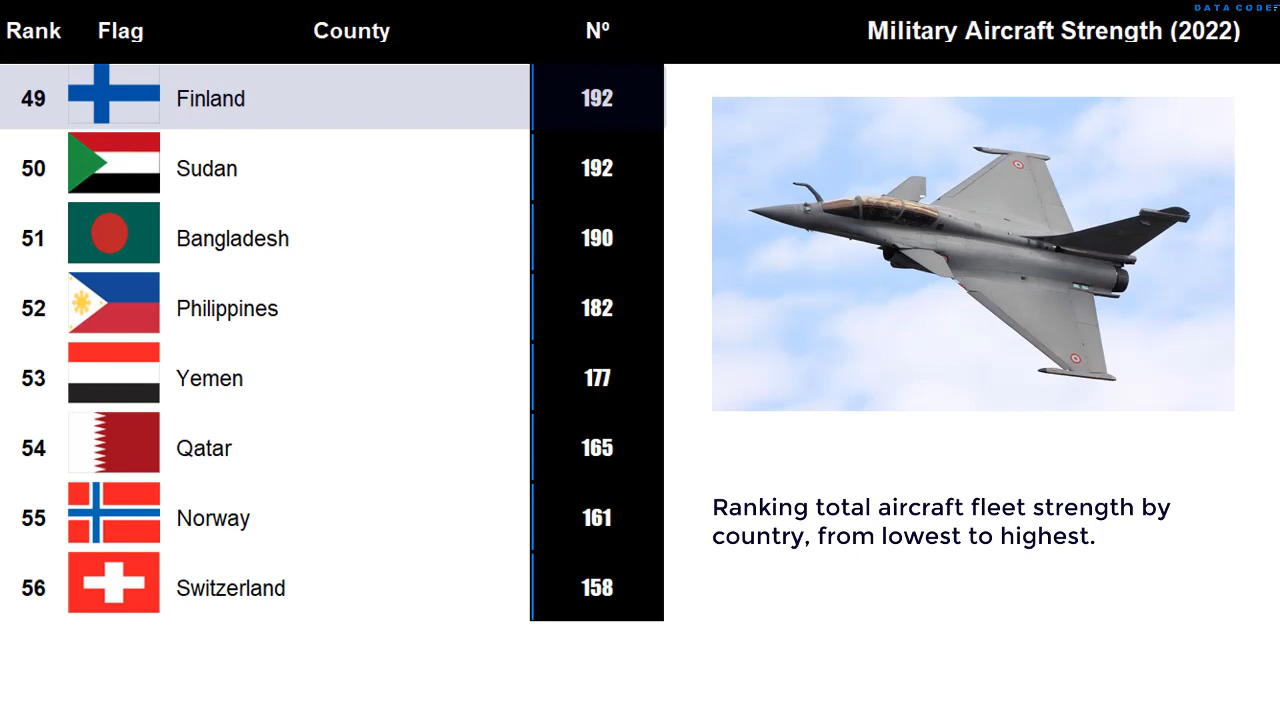 DATA CODE
Rank Flag County Nº Military Aircraft Strength (2022)
49 Finland 192
50 Sudan 192
51 Bangladesh 190
52 Philippines 182
53 Yemen 177
54 Qatar 165
55 Norway 161
56 Switzerland 158
Ranking total aircraft fleet strength by
country, from lowest to highest.